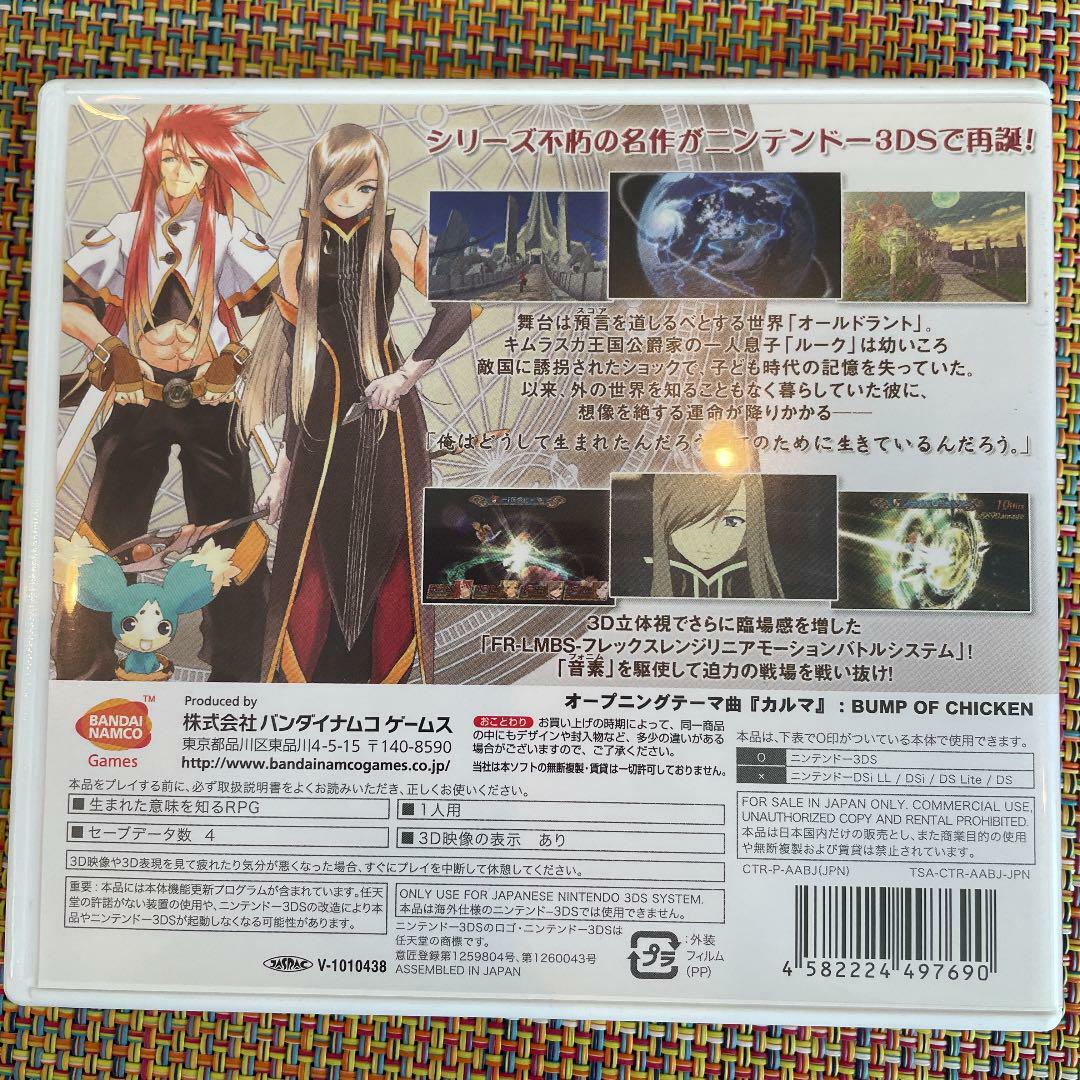 シリーズ不朽の名作がニンテンドー3DSで再誕!
スコア
舞台は預言を道しるべとする世界「オールドラント」。
キムラスカ王国公爵家の一人息子「ルーク」は幼いころ
敵国に誘拐されたショックで、子ども時代の記憶を失っていた。
以来、外の世界を知ることもなく暮らしていた彼に、
想像を絶する運命が降りかかる――
「俺はどうして生まれたんだろう のために生きているんだろう。」
3D立体視でさらに臨場感を増した
「FR-LMBS-フレックスレンジリニアモーションバトルシステム」!
フォニム
「音素」を駆使して迫力の戦場を戦い抜け!
オープニングテーマ曲『カルマ』:BUMP OF CHICKEN
BANDAI
NAMCO
TM
Games
Produced by
株式会社 バンダイナムコ ゲームス
東京都品川区東品川4-5-15 〒140-8590
http://www.bandainamcogames.co.jp/
おことわり お買い上げの時期によって、同一商品
の中にもデザインや封入物など、多少の違いがある
場合がございますので、ご了承ください。
当社は本ソフトの無断複製・賃貸は一切許可しておりません。
本品をプレイする前に、必ず取扱説明書をよくお読みいただき、正しくお使いください。
■生まれた意味を知るRPG
■1人用
■セーブデータ数 4
■3D映像の表示 あり
3D映像や3D表現を見て疲れたり気分が悪くなった場合、すぐにプレイを中断して休憩してください。
重要:本品には本体機能更新プログラムが含まれています。任天
堂の許諾がない装置の使用や、ニンテンドー3DSの改造により本
品やニンテンドー3DSが起動しなくなる可能性があります。
ONLY USE FOR JAPANESE NINTENDO 3DS SYSTEM.
本品は海外仕様のニンテンドー3DSでは使用できません。
ニンテンドー3DSのロゴ・ニンテンドー3DSは
任天堂の商標です。
意匠登録第1259804号、第1260043号
ASSEMBLED IN JAPAN
JASRAC V-1010438
プラ
:外装
フィルム
(PP)
本品は、下表で○印がついている本体で使用できます。
○ ニンテンドー3DS
× ニンテンドーDSi LL / DSi / DS Lite / DS
FOR SALE IN JAPAN ONLY. COMMERCIAL USE,
UNAUTHORIZED COPY AND RENTAL PROHIBITED.
本品は日本国内だけの販売とし、また商業目的の使用
や無断複製および賃貸は禁止されています。
CTR-P-AABJ(JPN)
TSA-CTR-AABJ-JPN
4 582224 497690